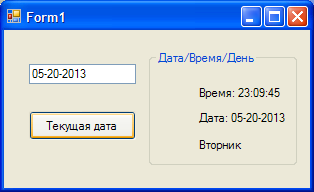 Form1
05-20-2013
Текущая дата
Дата/Время/День
Время: 23:09:45
Дата: 05-20-2013
Вторник